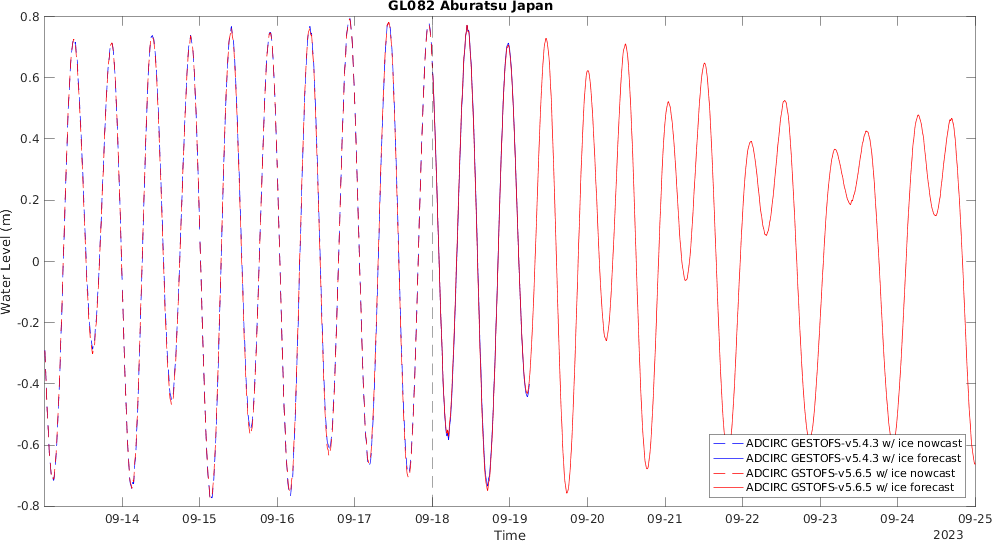 GL082 Aburatsu Japan
0.8
0.6
0.4
0.2
0
-0.2
-0.4
-0.6
-0.8
Water Level (m)
ADCIRC GESTOFS-v5.4.3 w/ ice nowcast
ADCIRC GESTOFS-v5.4.3 w/ ice forecast
ADCIRC GSTOFS-v5.6.5 w/ ice nowcast
ADCIRC GSTOFS-v5.6.5 w/ ice forecast
09-14 09-15 09-16 09-17 09-18 09-19 09-20 09-21 09-22 09-23 09-24 09-25
Time
2023